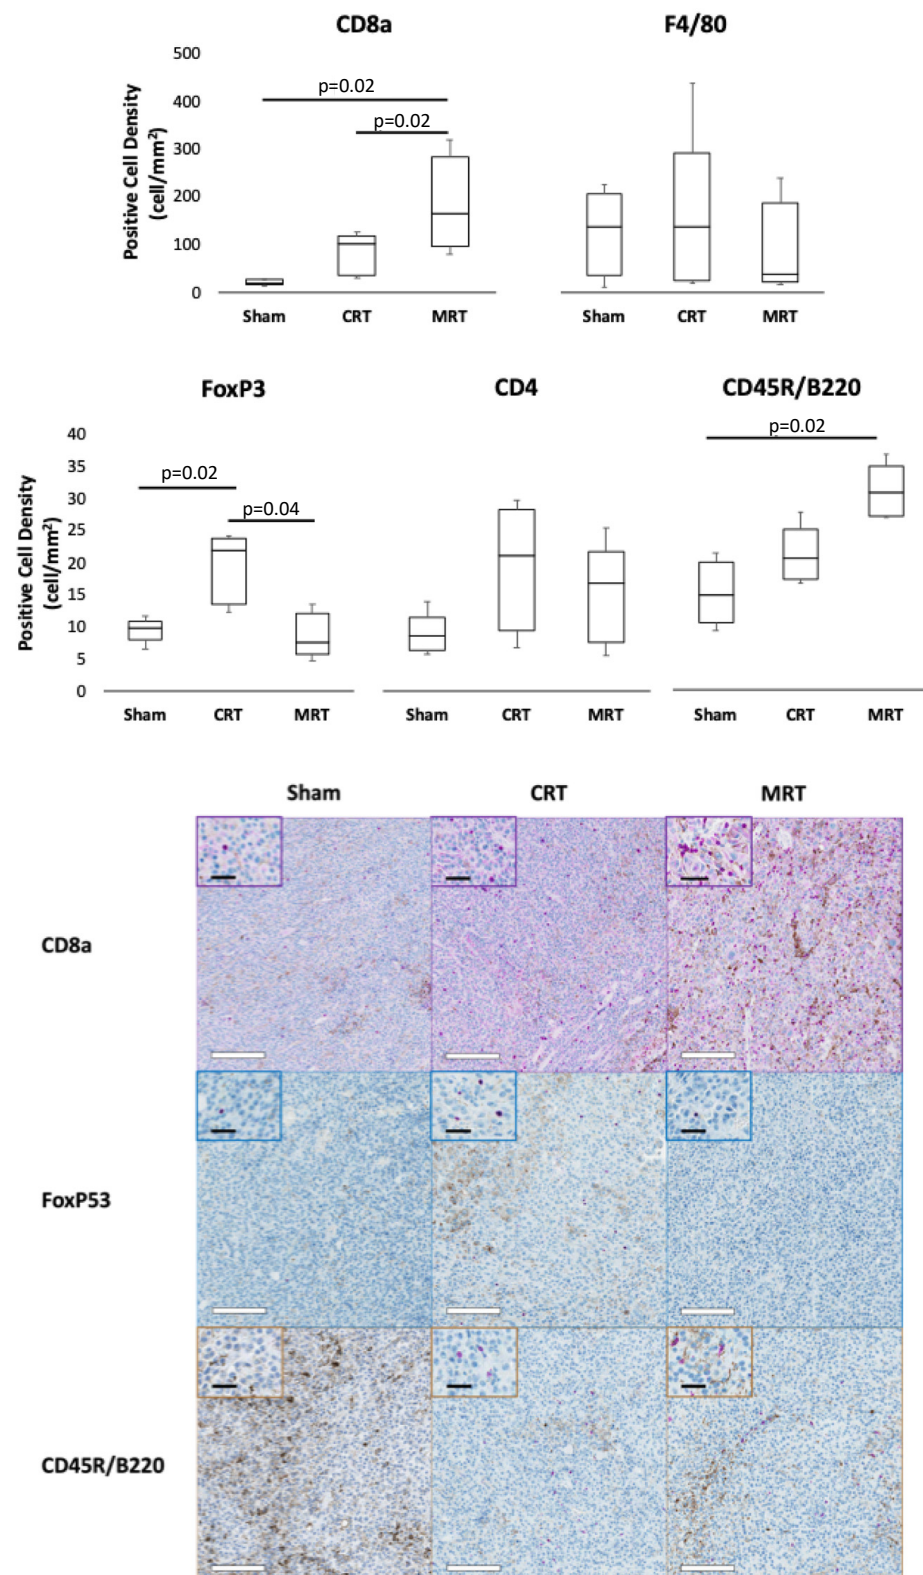 CD8a F4/80
Positive Cell Density
(cell/mm²)
500
400
300
200
100
0
p=0.02
p=0.02
Sham CRT MRT
Sham CRT MRT
FoxP3 CD4 CD45R/B220
Positive Cell Density
(cell/mm²)
40
35
30
25
20
15
10
5
0
p=0.02
p=0.04
p=0.02
Sham CRT MRT
Sham CRT MRT
Sham CRT MRT
Sham CRT MRT
CD8a
FoxP53
CD45R/B220